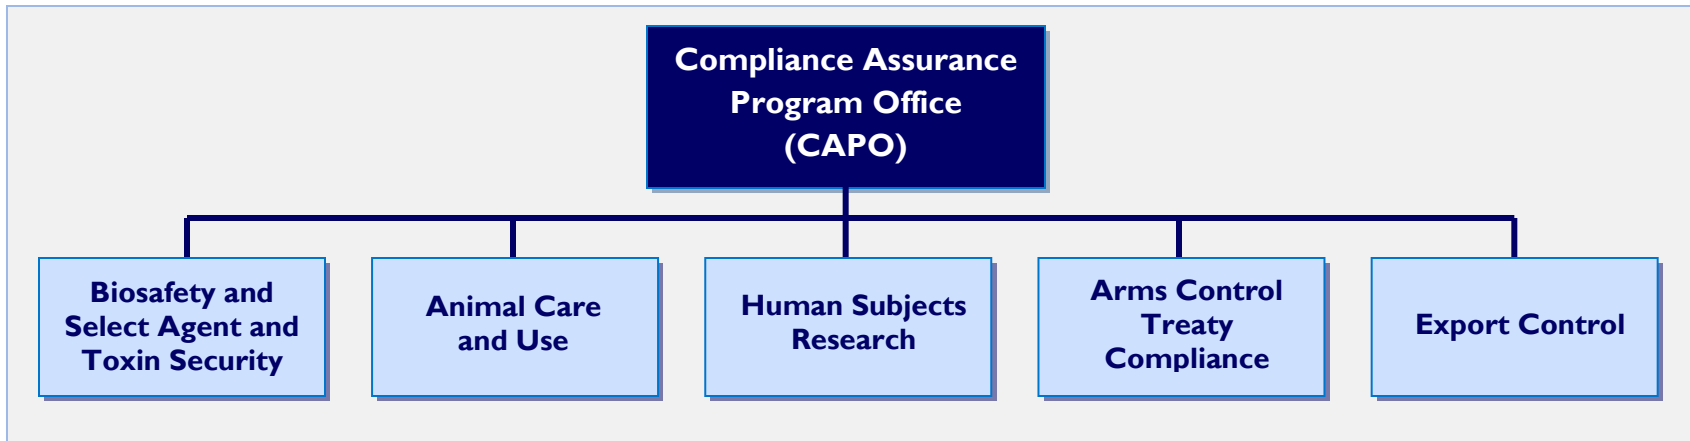 Compliance Assurance
Program Office
(CAPO)
Biosafety and
Select Agent and
Toxin Security
Animal Care
and Use
Human Subjects
Research
Arms Control
Treaty
Compliance
Export Control